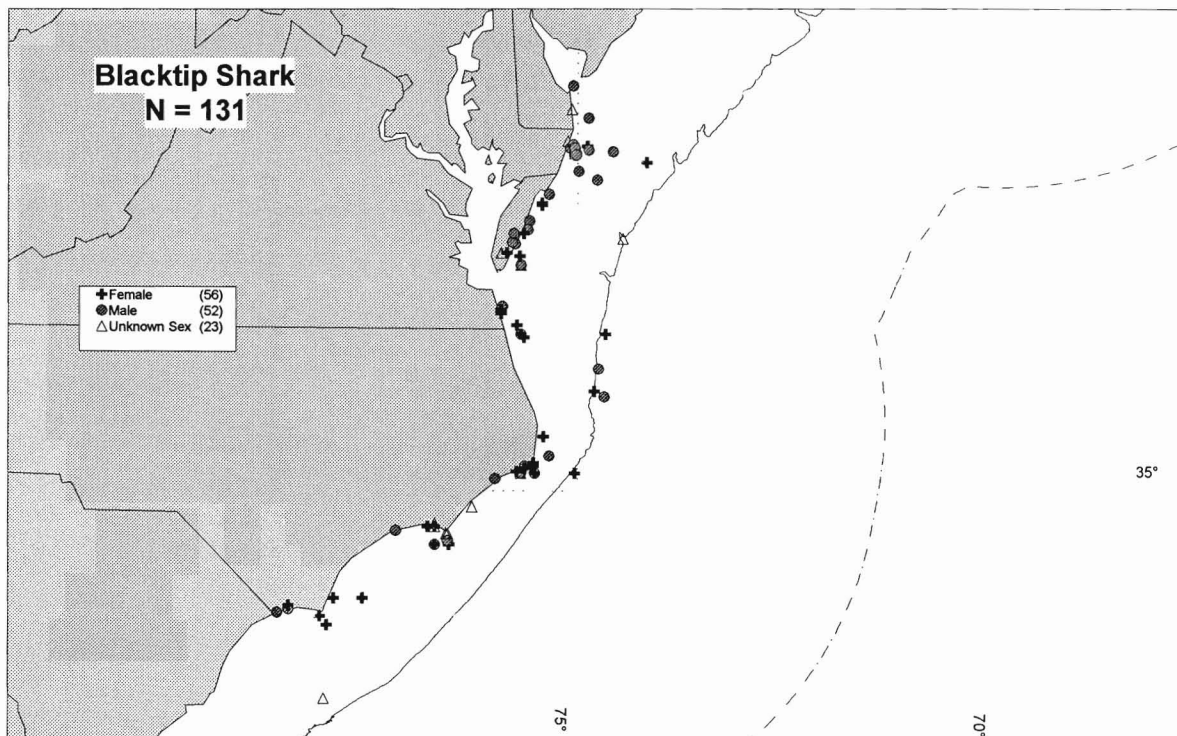 Blacktip Shark
N = 131
Female (56)
Male (52)
Unknown Sex (23)
35°
75°
70°